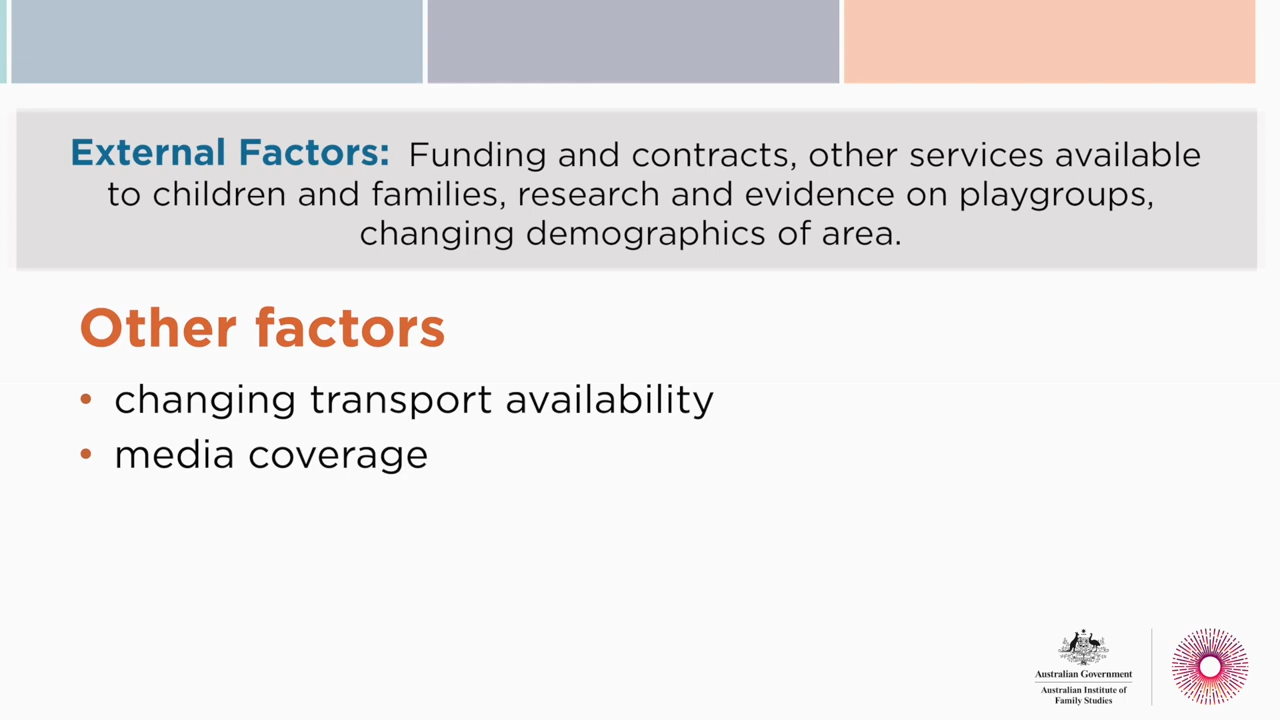 External Factors: Funding and contracts, other services available
to children and families, research and evidence on playgroups,
changing demographics of area.
Other factors
• changing transport availability
• media coverage
Australian Government
Australian Institute of
Family Studies